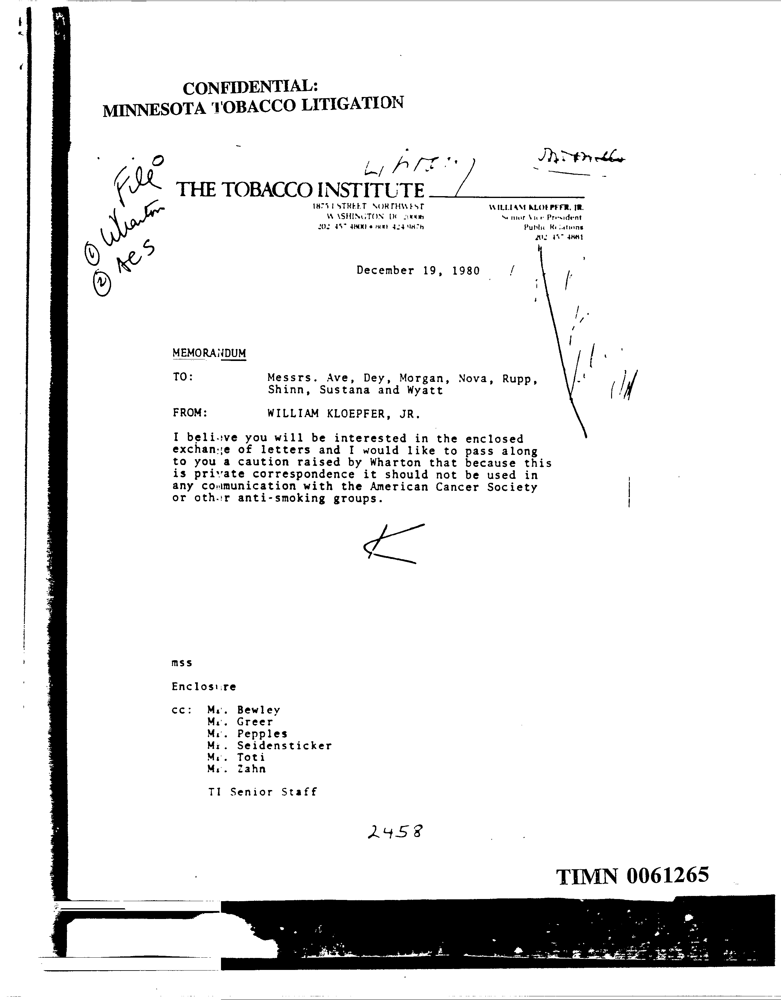 CONFIDENTIAL:
MINNESOTA TOBACCO LITIGATION
File
① Wharton
② AES
THE TOBACCO INSTITUTE
1875 I STREET NORTHWEST
WASHINGTON DC 20006
202 457 4800 • 800 424 9876
WILLIAM KLOEPFER, JR.
Senior Vice President
Public Relations
202 457 4881
December 19, 1980
MEMORANDUM
TO: Messrs. Ave, Dey, Morgan, Nova, Rupp,
Shinn, Sustana and Wyatt
FROM: WILLIAM KLOEPFER, JR.
I believe you will be interested in the enclosed
exchange of letters and I would like to pass along
to you a caution raised by Wharton that because this
is private correspondence it should not be used in
any communication with the American Cancer Society
or other anti-smoking groups.
K
mss
Enclosure
cc: Mr. Bewley
Mr. Greer
Mr. Pepples
Mr. Seidensticker
Mr. Toti
Mr. Zahn
TI Senior Staff
2458
TIMN 0061265